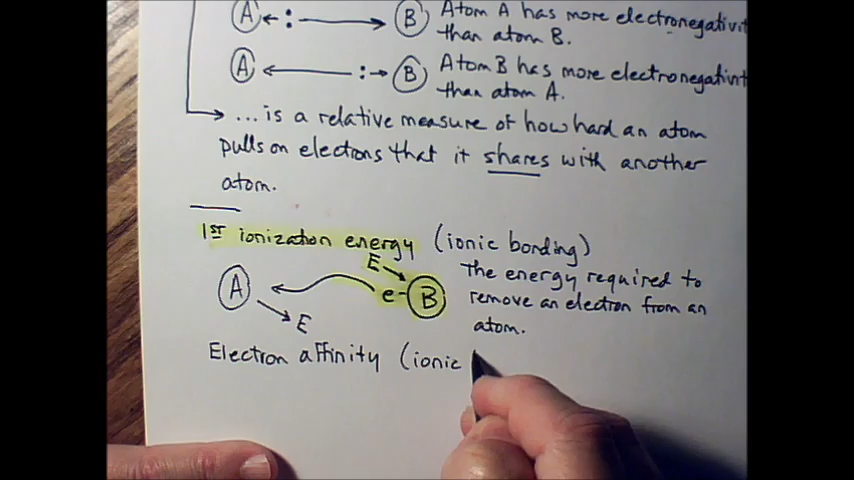 A ← : → B Atom A has more electronegativit
than atom B.
A ← : → B Atom B has more electronegativit
than atom A.
→ ... is a relative measure of how hard an atom
pulls on electrons that it shares with another
atom.
1ST ionization energy (ionic bonding)
E
The energy required to
A e- B
remove an electron from an
E
atom.
Electron affinity (ionic